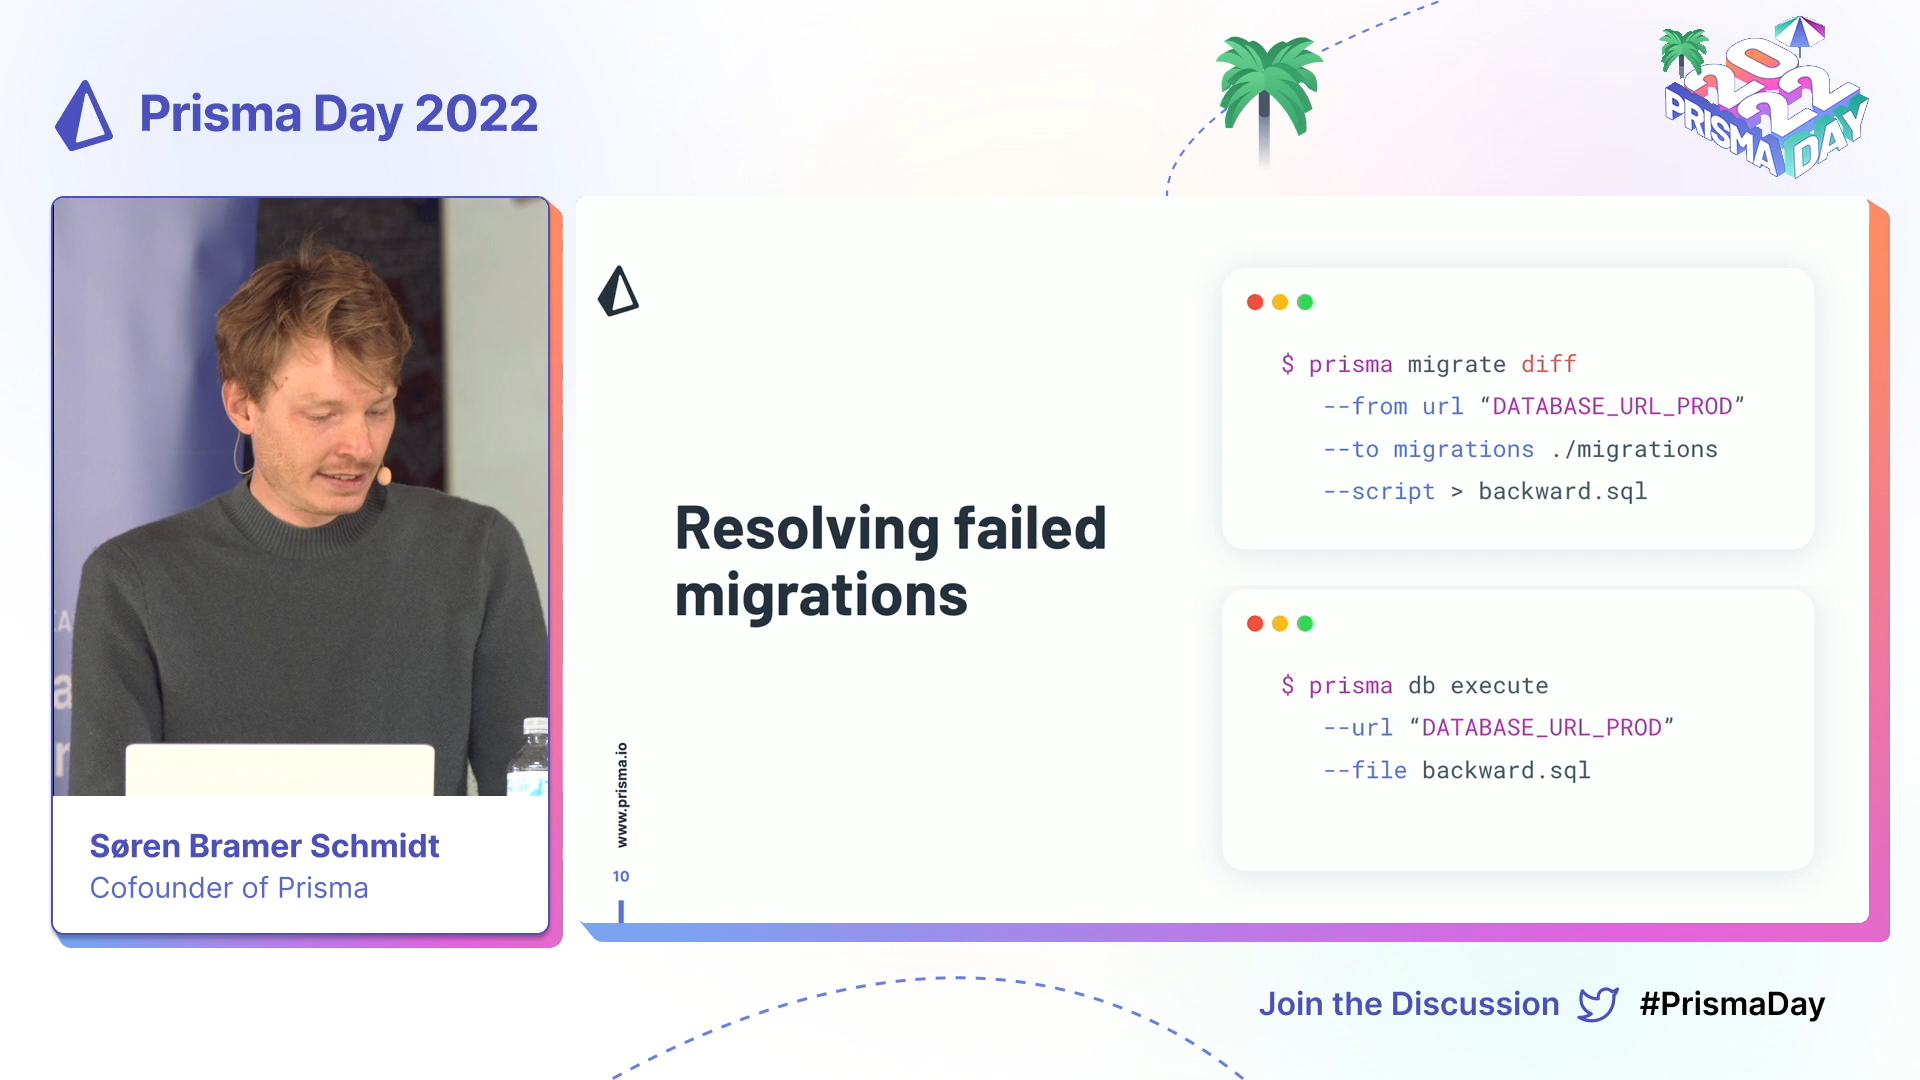 Prisma Day 2022
2022
PRISMA DAY
Resolving failed
migrations
$ prisma migrate diff
--from url “DATABASE_URL_PROD”
--to migrations ./migrations
--script > backward.sql
$ prisma db execute
--url “DATABASE_URL_PROD”
--file backward.sql
www.prisma.io
10
Søren Bramer Schmidt
Cofounder of Prisma
Join the Discussion #PrismaDay